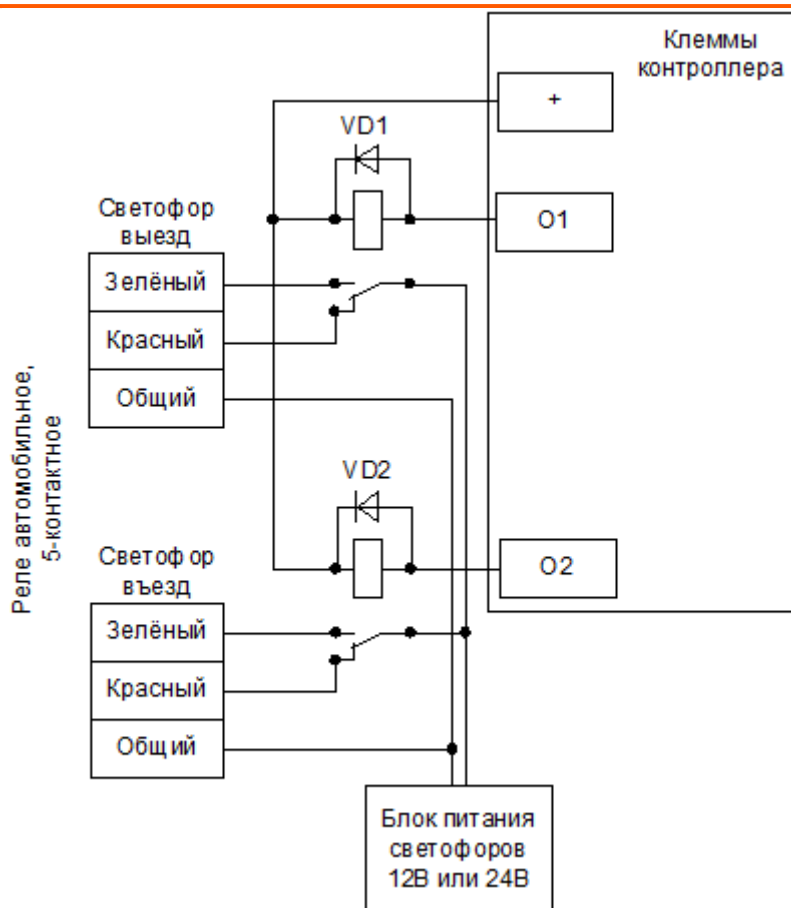 Клеммы
контроллера
+
VD1
O1
Светофор
выезд
Зелёный
Красный
Общий
Реле автомобильное,
5-контактное
VD2
O2
Светофор
въезд
Зелёный
Красный
Общий
Блок питания
светофоров
12В или 24В